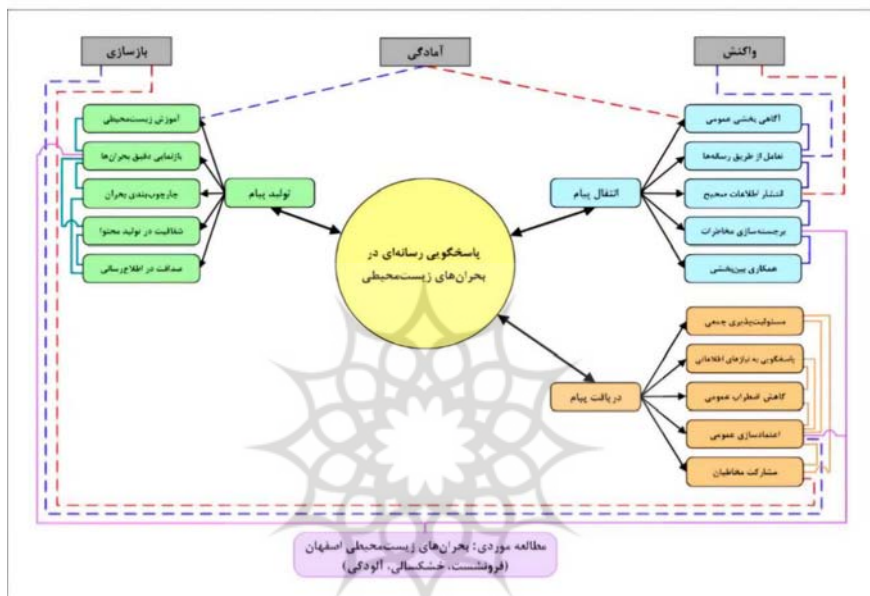 واکنش
آمادگی
بازسازی
آگاهی بخشی عمومی
تعامل از طریق رسانه‌ها
انتشار اطلاعات صحیح
برجسته‌سازی مخاطرات
همکاری بین‌بخشی
انتقال پیام
آموزش زیست‌محیطی
بازنمایی دقیق بحران‌ها
چارچوب‌بندی بحران
شفافیت در تولید محتوا
صداقت در اطلاع‌رسانی
تولید پیام
پاسخگویی رسانه‌ای در
بحران‌های زیست‌محیطی
مسئولیت‌پذیری جمعی
پاسخگویی به نیازهای اطلاعاتی
کاهش اضطراب عمومی
اعتمادسازی عمومی
مشارکت مخاطبان
دریافت پیام
مطالعه موردی: بحران‌های زیست‌محیطی اصفهان
(فرونشست، خشکسالی، آلودگی)